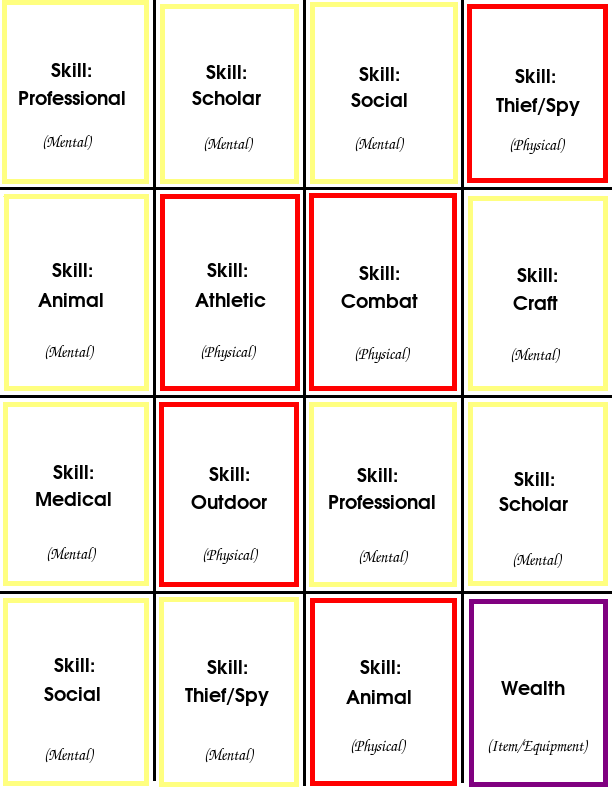 Skill:
Professional
(Mental)
Skill:
Scholar
(Mental)
Skill:
Social
(Mental)
Skill:
Thief/Spy
(Physical)
Skill:
Animal
(Mental)
Skill:
Athletic
(Physical)
Skill:
Combat
(Physical)
Skill:
Craft
(Mental)
Skill:
Medical
(Mental)
Skill:
Outdoor
(Physical)
Skill:
Professional
(Mental)
Skill:
Scholar
(Mental)
Skill:
Social
(Mental)
Skill:
Thief/Spy
(Mental)
Skill:
Animal
(Physical)
Wealth
(Item/Equipment)